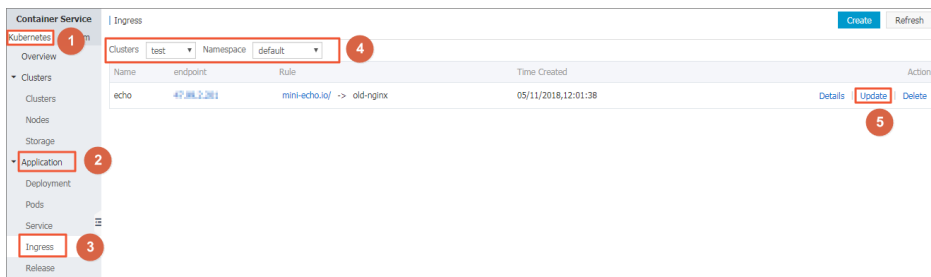 Container Service
Kubernetes
1
m
Overview
Clusters
Clusters
Nodes
Storage
Application
2
Deployment
Pods
Service
Ingress
3
Release
Ingress
Create
Refresh
Clusters test Namespace default
4
Name endpoint Rule Time Created Action
echo mini-echo.io/ -> old-nginx 05/11/2018,12:01:38 Details Update Delete
5